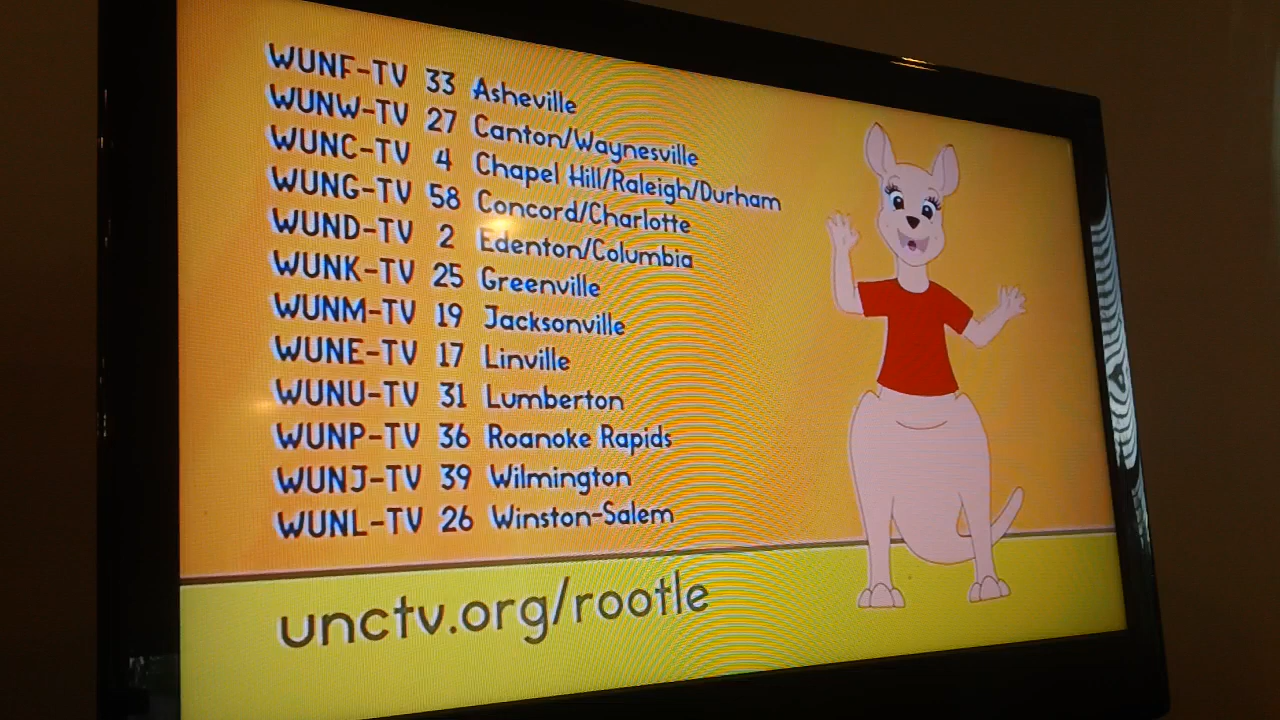 WUNF-TV 33 Asheville
WUNW-TV 27 Canton/Waynesville
WUNC-TV 4 Chapel Hill/Raleigh/Durham
WUNG-TV 58 Concord/Charlotte
WUND-TV 2 Edenton/Columbia
WUNK-TV 25 Greenville
WUNM-TV 19 Jacksonville
WUNE-TV 17 Linville
WUNU-TV 31 Lumberton
WUNP-TV 36 Roanoke Rapids
WUNJ-TV 39 Wilmington
WUNL-TV 26 Winston-Salem
unctv.org/rootle